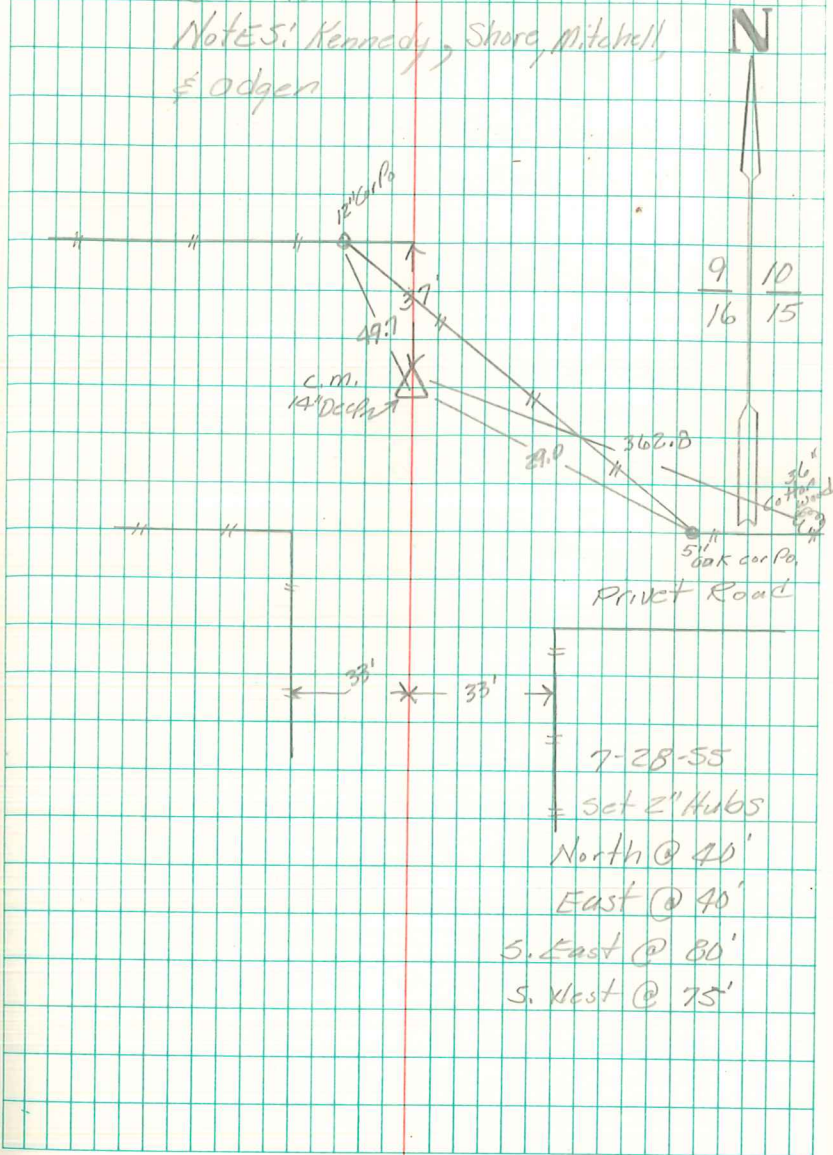 NotES: Kennedy, Shore, Mitchell,
& Odgen
N
12" Cor Po
9 10
16 15
37'
49.7
C.M.
14" Deep
29.0
362.8
36"
Cotton
wood
5" oak cor Po.
Privet Road
33' 33'
7-28-55
Set 2" Hubs
North @ 40'
East @ 40'
S. East @ 80'
S. West @ 75'